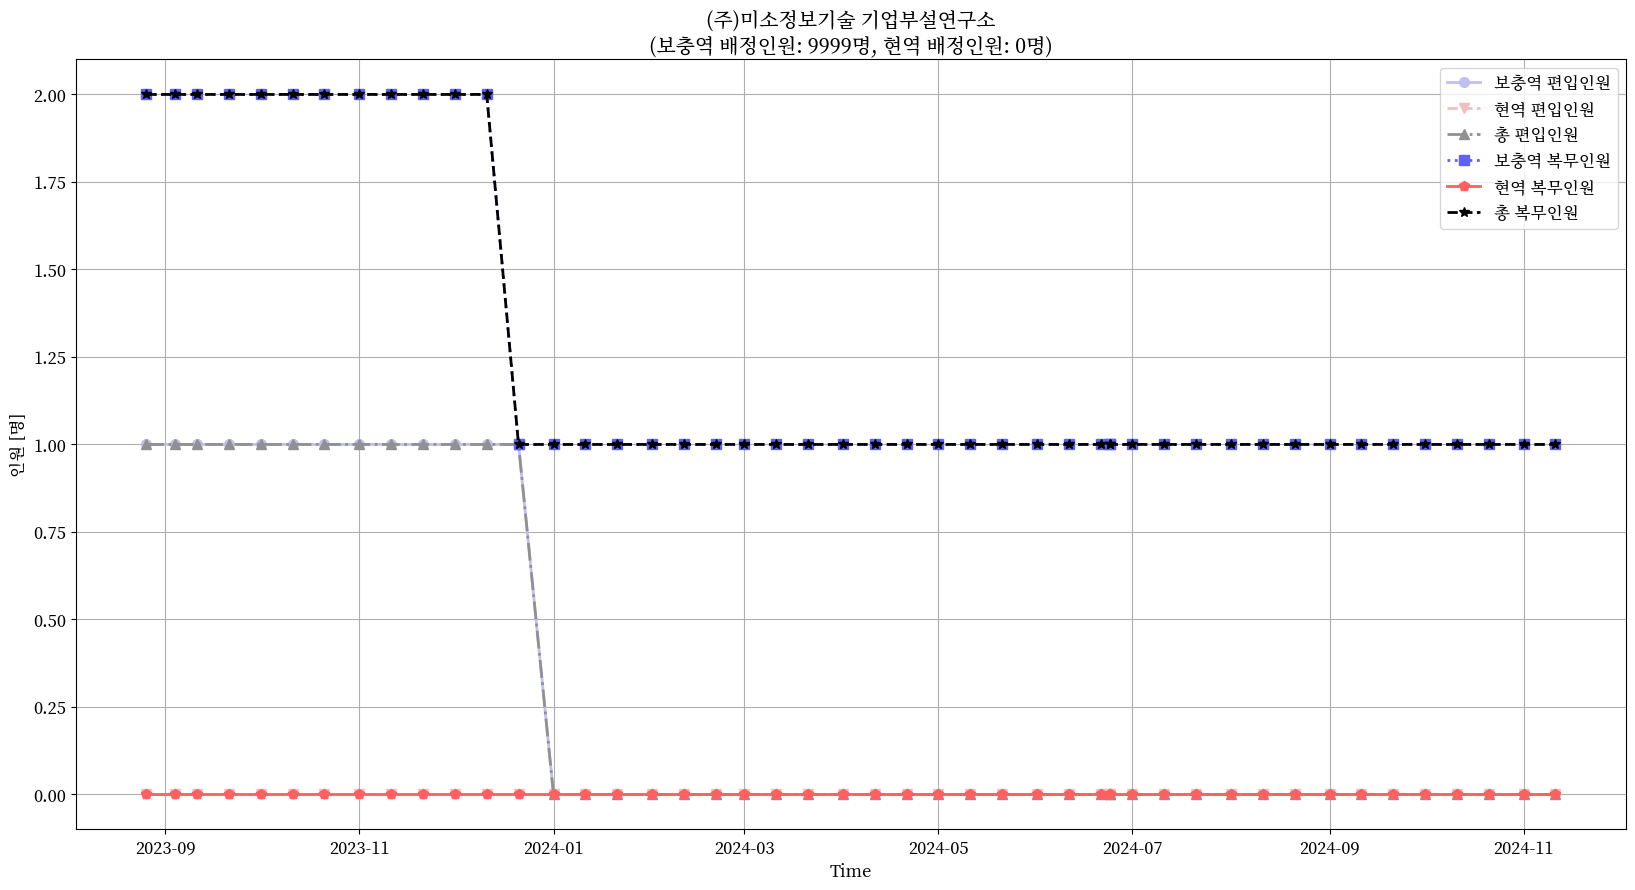 (주)미소정보기술 기업부설연구소
(보충역 배정인원: 9999명, 현역 배정인원: 0명)
보충역 편입인원
현역 편입인원
총 편입인원
보충역 복무인원
현역 복무인원
총 복무인원
2.00
1.75
1.50
1.25
1.00
0.75
0.50
0.25
0.00
인원 [명]
2023-09 2023-11 2024-01 2024-03 2024-05 2024-07 2024-09 2024-11
Time